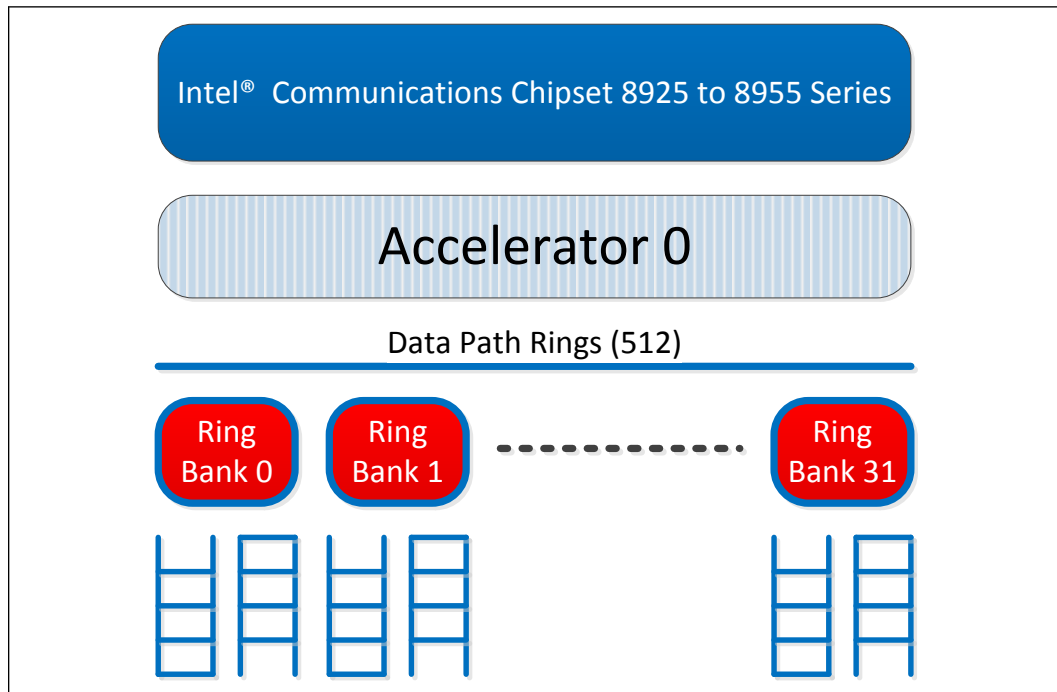 Intel® Communications Chipset 8925 to 8955 Series
Accelerator 0
Data Path Rings (512)
Ring
Bank 0
Ring
Bank 1
Ring
Bank 31